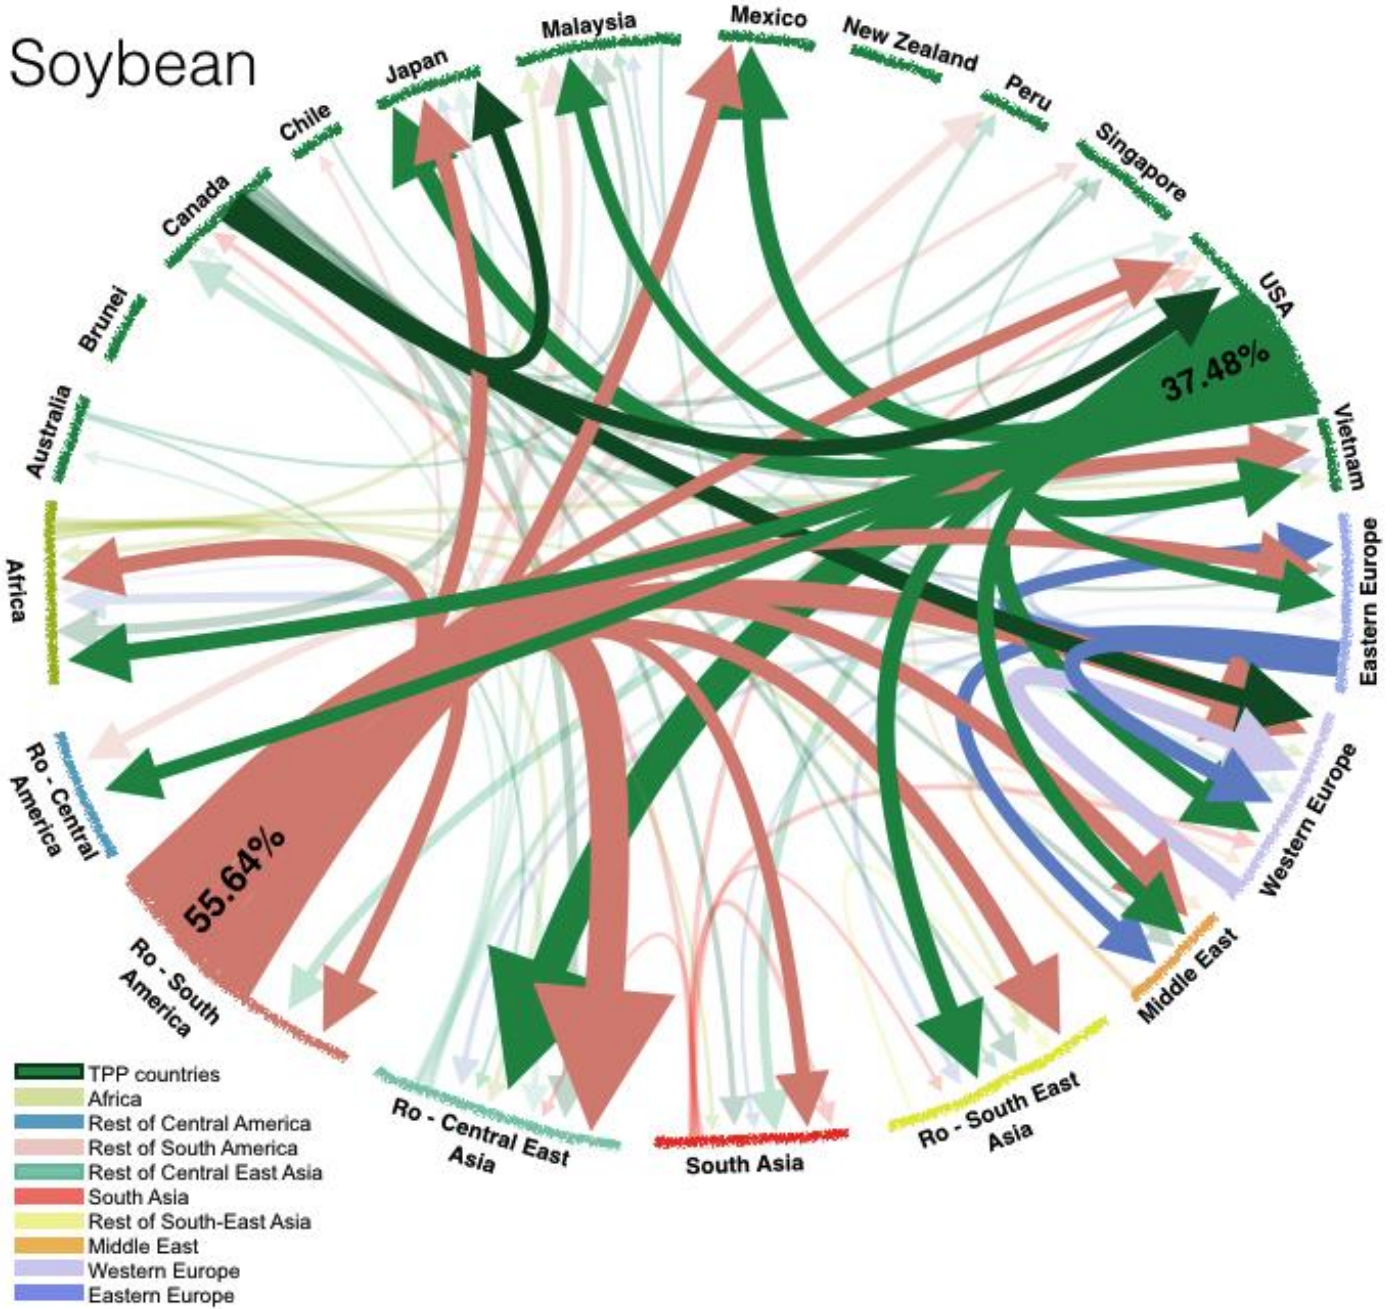 Soybean
Malaysia
Mexico
New Zealand
Japan
Peru
Chile
Singapore
Canada
USA
37.48%
Brunei
Australia
Vietnam
Africa
Eastern Europe
Ro - Central
America
Western Europe
55.64%
Ro - South
America
Middle East
Ro - Central East
Asia
South Asia
Ro - South East
Asia
TPP countries
Africa
Rest of Central America
Rest of South America
Rest of Central East Asia
South Asia
Rest of South-East Asia
Middle East
Western Europe
Eastern Europe